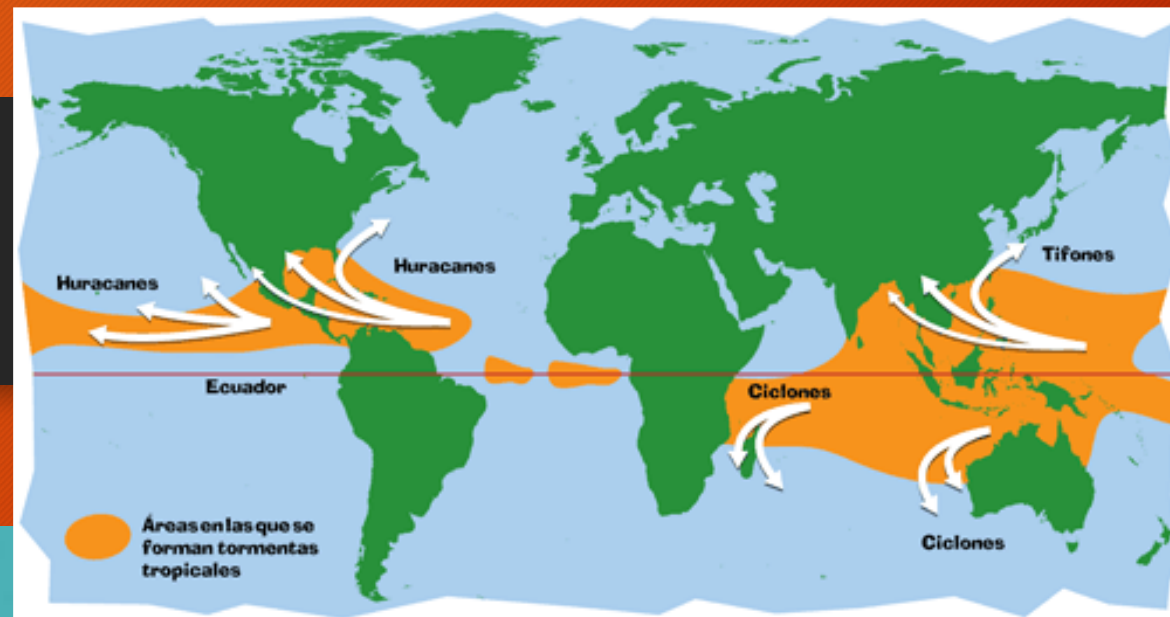 Huracanes
Huracanes
Tifones
Ecuador
Ciclones
Áreas en las que se
forman tormentas
tropicales
Ciclones